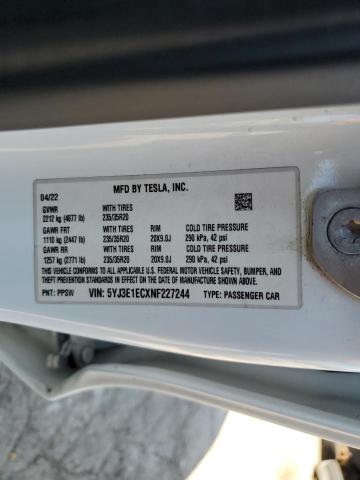 MFD BY TESLA, INC.
04/22
GVWR WITH TIRES
2212 kg (4877 lb) 235/35R20
GAWR FRT WITH TIRES RIM COLD TIRE PRESSURE
1110 kg (2447 lb) 235/35R20 20X9.0J 290 kPa, 42 psi
GAWR RR WITH TIRES RIM COLD TIRE PRESSURE
1257 kg (2771 lb) 235/35R20 20X9.0J 290 kPa, 42 psi
THIS VEHICLE CONFORMS TO ALL APPLICABLE U.S. FEDERAL MOTOR VEHICLE SAFETY, BUMPER, AND
THEFT PREVENTION STANDARDS IN EFFECT ON THE DATE OF MANUFACTURE SHOWN ABOVE.
PNT: PPSW VIN: 5YJ3E1ECXNF227244 TYPE: PASSENGER CAR